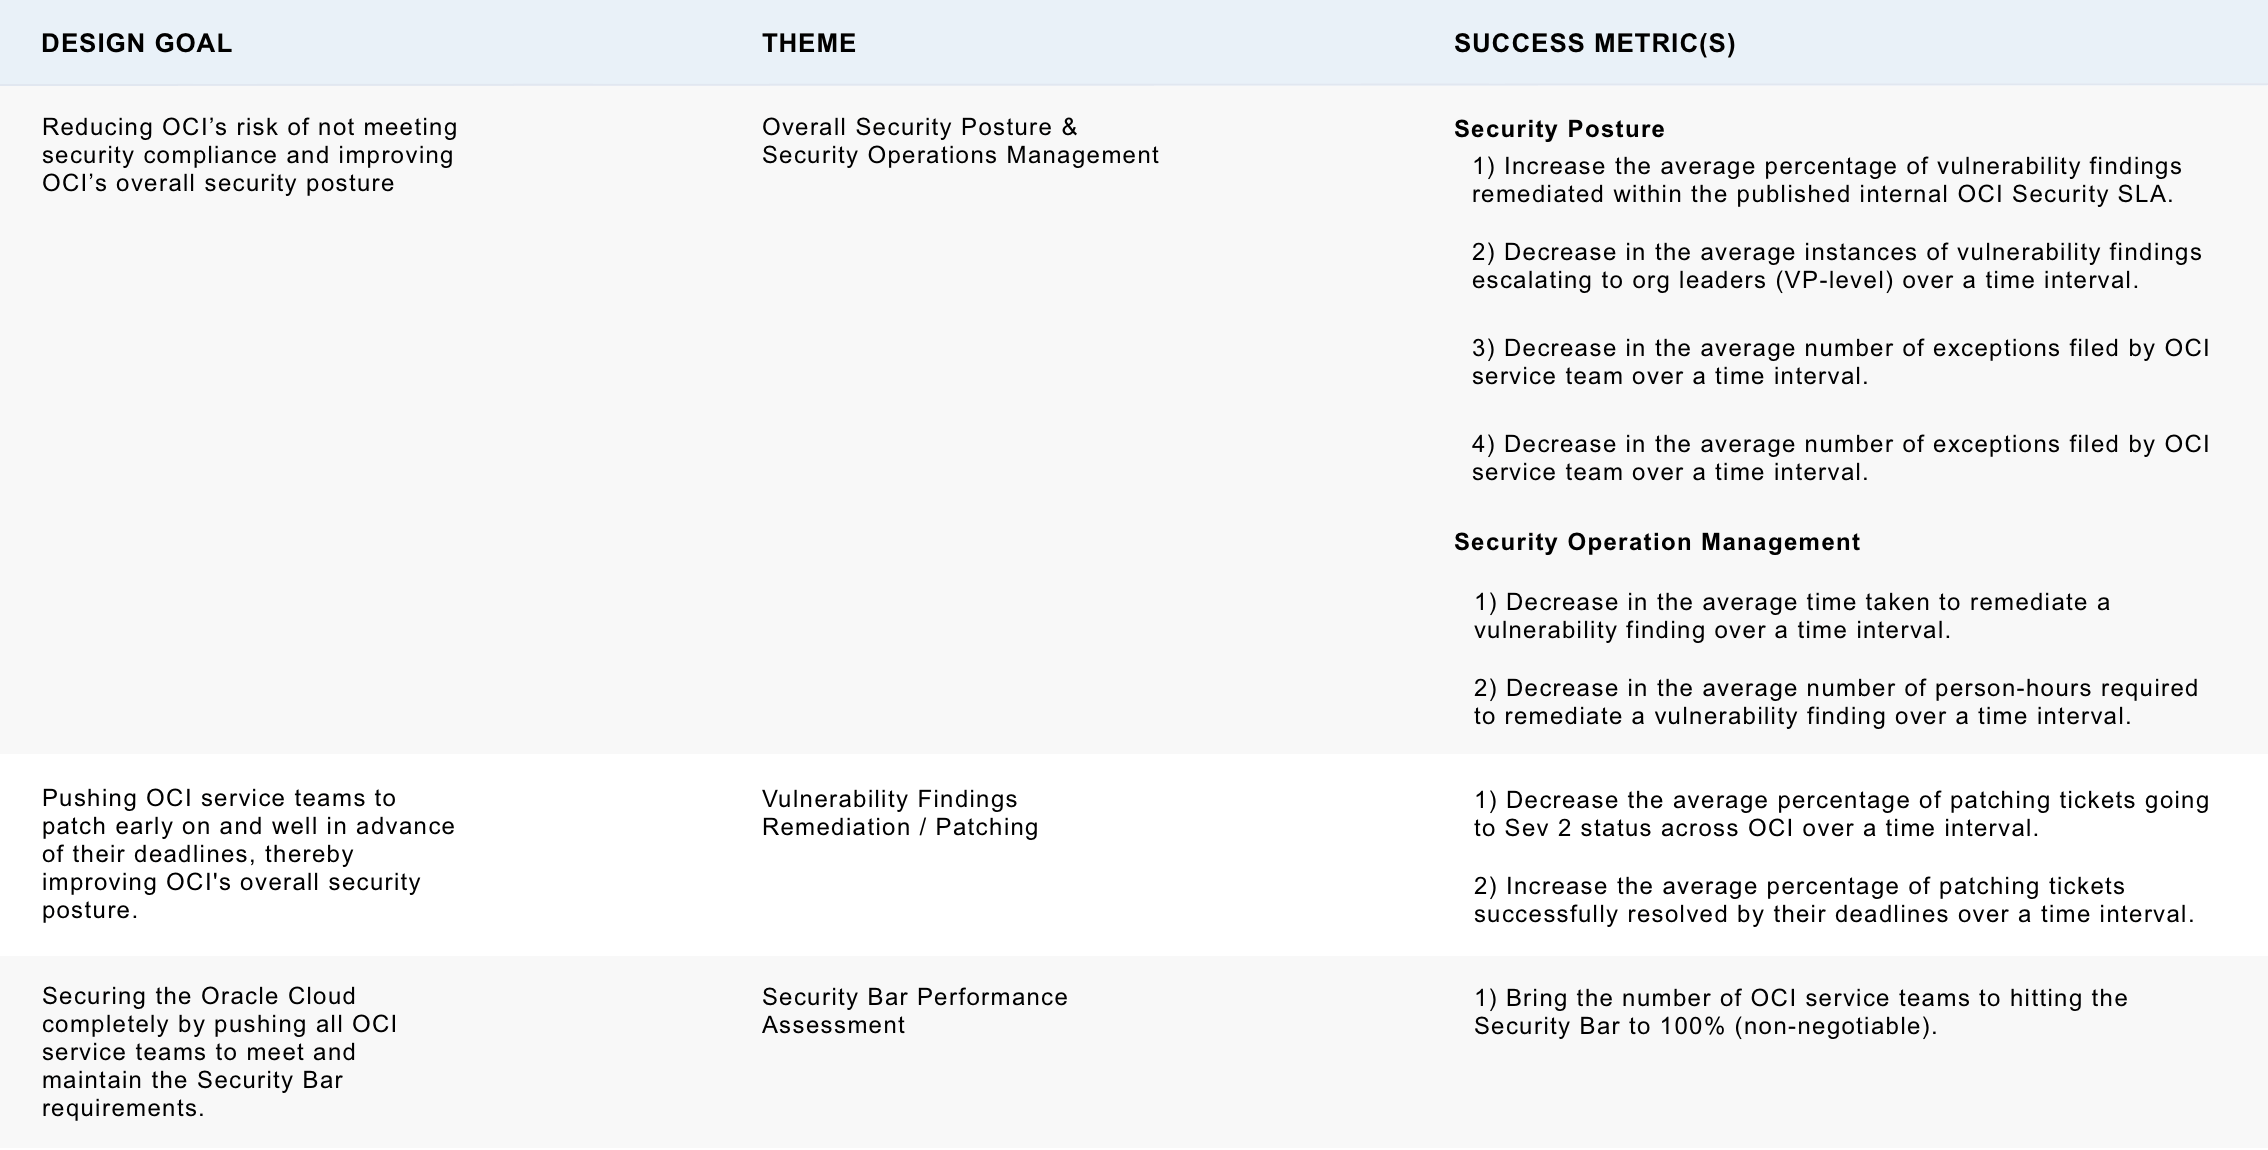 DESIGN GOAL
THEME
SUCCESS METRIC(S)
Reducing OCI’s risk of not meeting
security compliance and improving
OCI’s overall security posture
Overall Security Posture &
Security Operations Management
Security Posture
1) Increase the average percentage of vulnerability findings
remediated within the published internal OCI Security SLA.
2) Decrease in the average instances of vulnerability findings
escalating to org leaders (VP-level) over a time interval.
3) Decrease in the average number of exceptions filed by OCI
service team over a time interval.
4) Decrease in the average number of exceptions filed by OCI
service team over a time interval.
Security Operation Management
1) Decrease in the average time taken to remediate a
vulnerability finding over a time interval.
2) Decrease in the average number of person-hours required
to remediate a vulnerability finding over a time interval.
Pushing OCI service teams to
patch early on and well in advance
of their deadlines, thereby
improving OCI's overall security
posture.
Vulnerability Findings
Remediation / Patching
1) Decrease the average percentage of patching tickets going
to Sev 2 status across OCI over a time interval.
2) Increase the average percentage of patching tickets
successfully resolved by their deadlines over a time interval.
Securing the Oracle Cloud
completely by pushing all OCI
service teams to meet and
maintain the Security Bar
requirements.
Security Bar Performance
Assessment
1) Bring the number of OCI service teams to hitting the
Security Bar to 100% (non-negotiable).